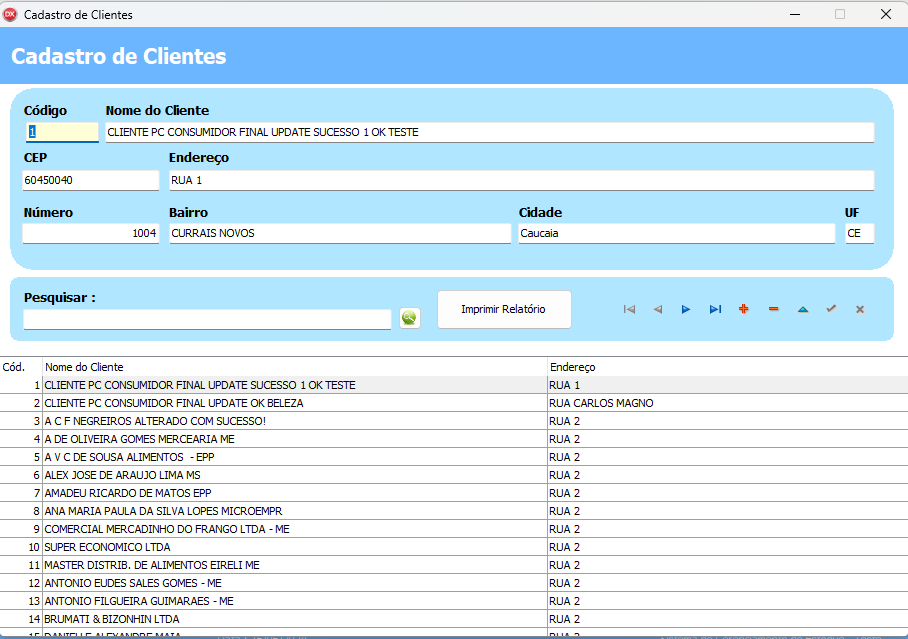 DX Cadastro de Clientes
Cadastro de Clientes
Código Nome do Cliente
1 CLIENTE PC CONSUMIDOR FINAL UPDATE SUCESSO 1 OK TESTE
CEP Endereço
60450040 RUA 1
Número Bairro Cidade UF
1004 CURRAIS NOVOS Caucaia CE
Pesquisar :
Imprimir Relatório
Cód. Nome do Cliente Endereço
1 CLIENTE PC CONSUMIDOR FINAL UPDATE SUCESSO 1 OK TESTE RUA 1
2 CLIENTE PC CONSUMIDOR FINAL UPDATE OK BELEZA RUA CARLOS MAGNO
3 A C F NEGREIROS ALTERADO COM SUCESSO! RUA 2
4 A DE OLIVEIRA GOMES MERCEARIA ME RUA 2
5 A V C DE SOUSA ALIMENTOS - EPP RUA 2
6 ALEX JOSE DE ARAUJO LIMA MS RUA 2
7 AMADEU RICARDO DE MATOS EPP RUA 2
8 ANA MARIA PAULA DA SILVA LOPES MICROEMPR RUA 2
9 COMERCIAL MERCADINHO DO FRANGO LTDA - ME RUA 2
10 SUPER ECONOMICO LTDA RUA 2
11 MASTER DISTRIB. DE ALIMENTOS EIRELI ME RUA 2
12 ANTONIO EUDES SALES GOMES - ME RUA 2
13 ANTONIO FILGUEIRA GUIMARAES - ME RUA 2
14 BRUMATI & BIZONHIN LTDA RUA 2
15 DANIELLE ALEXANDRE MAIA RUA 2